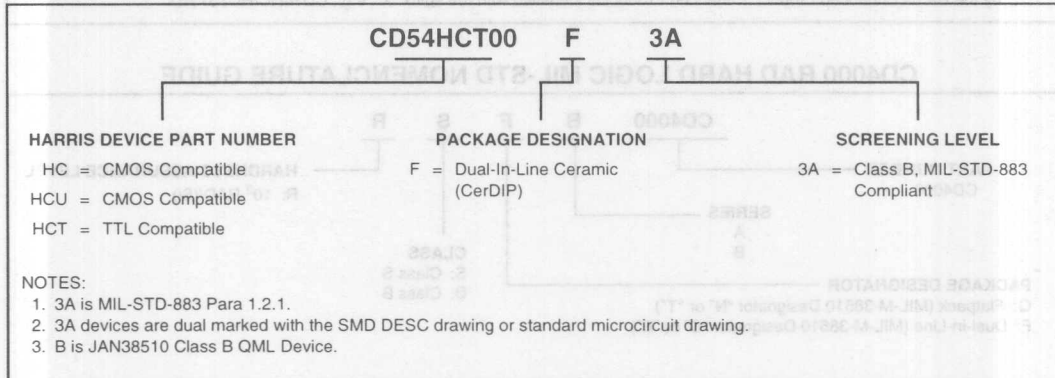 CD54HCT00 F 3A
HARRIS DEVICE PART NUMBER
HC = CMOS Compatible
HCU = CMOS Compatible
HCT = TTL Compatible
PACKAGE DESIGNATION
F = Dual-In-Line Ceramic
(CerDIP)
SCREENING LEVEL
3A = Class B, MIL-STD-883
Compliant
NOTES:
1. 3A is MIL-STD-883 Para 1.2.1.
2. 3A devices are dual marked with the SMD DESC drawing or standard microcircuit drawing.
3. B is JAN38510 Class B QML Device.